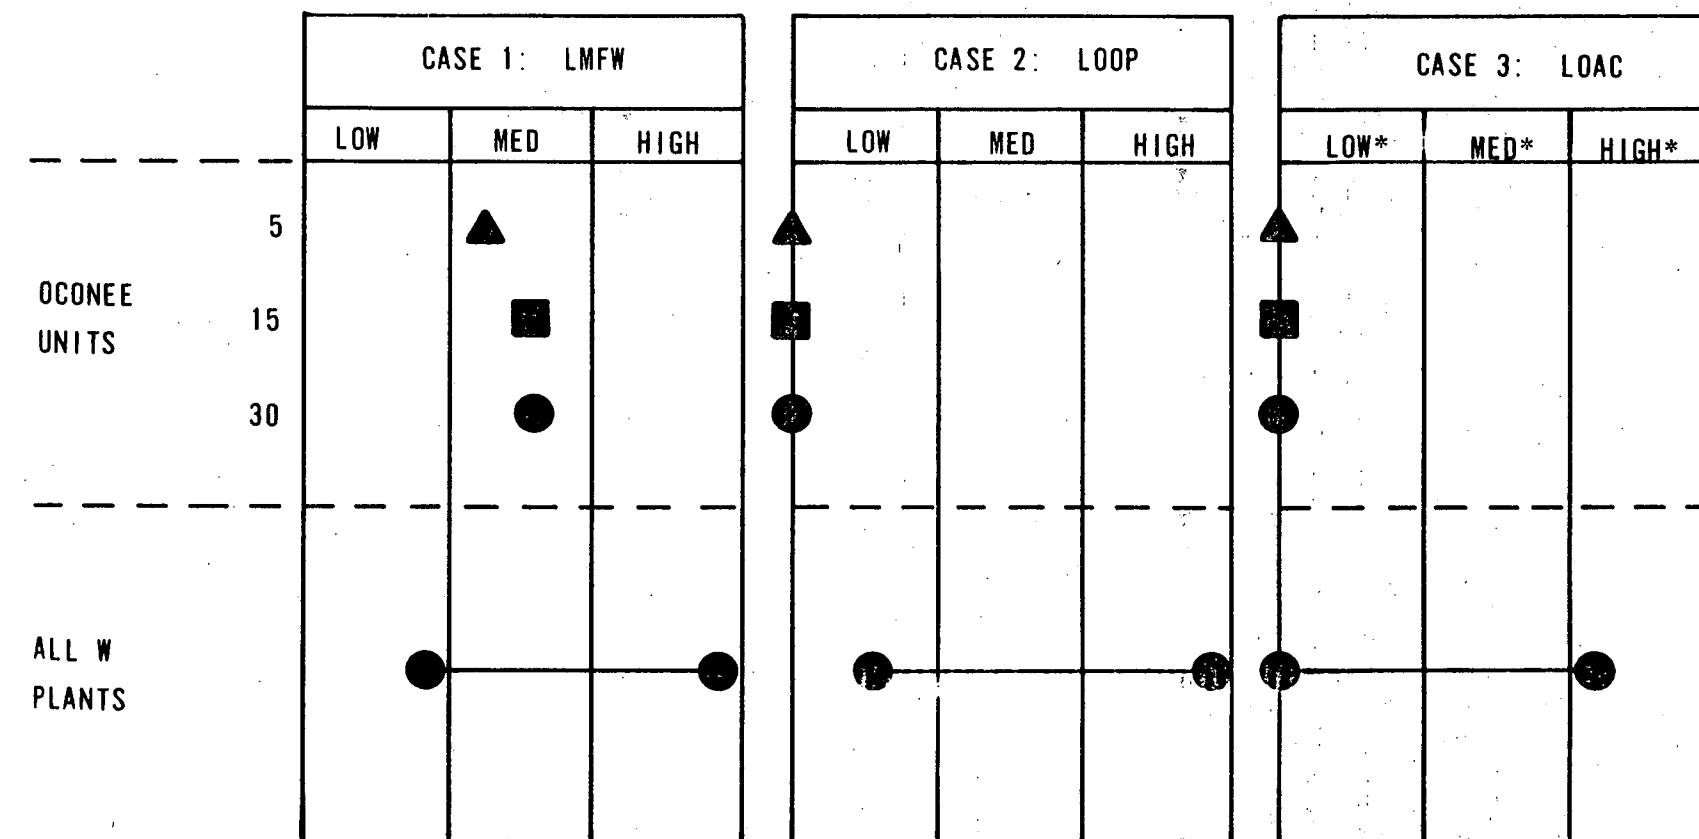 CASE 1: LMFW
CASE 2: LOOP
CASE 3: LOAC
LOW MED HIGH
LOW MED HIGH
LOW* MED* HIGH*
5
OCONEE
15
UNITS
30
ALL W
PLANTS